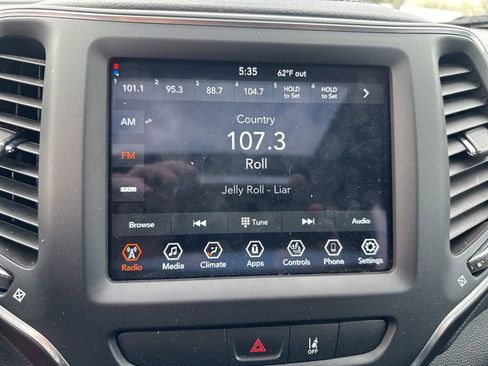 5:35 62°F out
1 2 3 4 5 6
101.1 95.3 88.7 104.7 HOLD to Set HOLD to Set
AM
Country
107.3
FM
Roll
sxm
Jelly Roll - Liar
Browse Tune Audio
Radio Media Climate Apps Controls Phone Settings
OFF